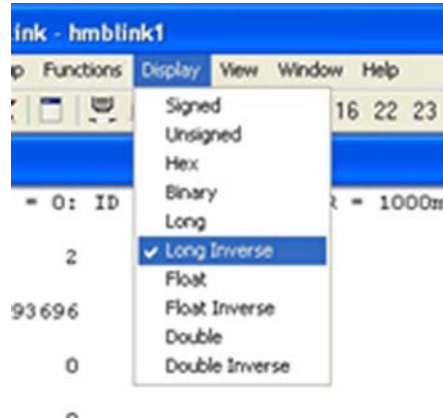 ink - hmblink1
p Functions Display View Window Help
16 22 23
Signed
Unsigned
Hex
= 0: ID R = 1000m
Binary
Long
2 ✓ Long Inverse
Float
93696 Float Inverse
Double
0 Double Inverse